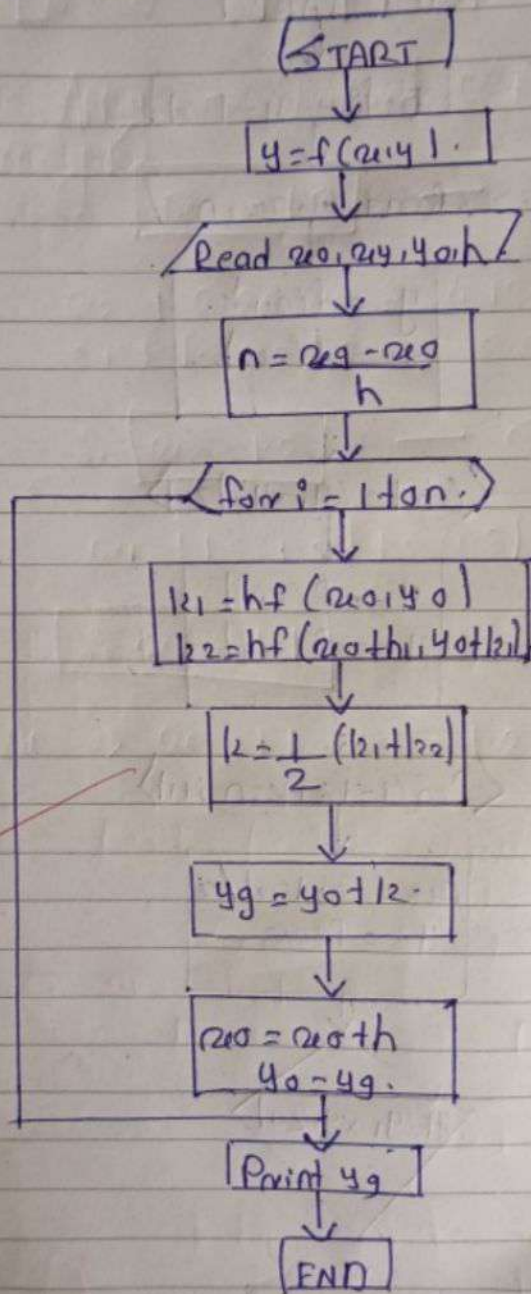 START
y = f(x,y).
Read x0, xg, y0, h
n = xg - x0
h
for i = 1 to n.
k1 = hf (x0, y0)
k2 = hf (x0+h, y0+k1)
k = 1/2 (k1+k2)
yg = y0+k.
x0 = x0+h
y0 = yg.
Print yg
END